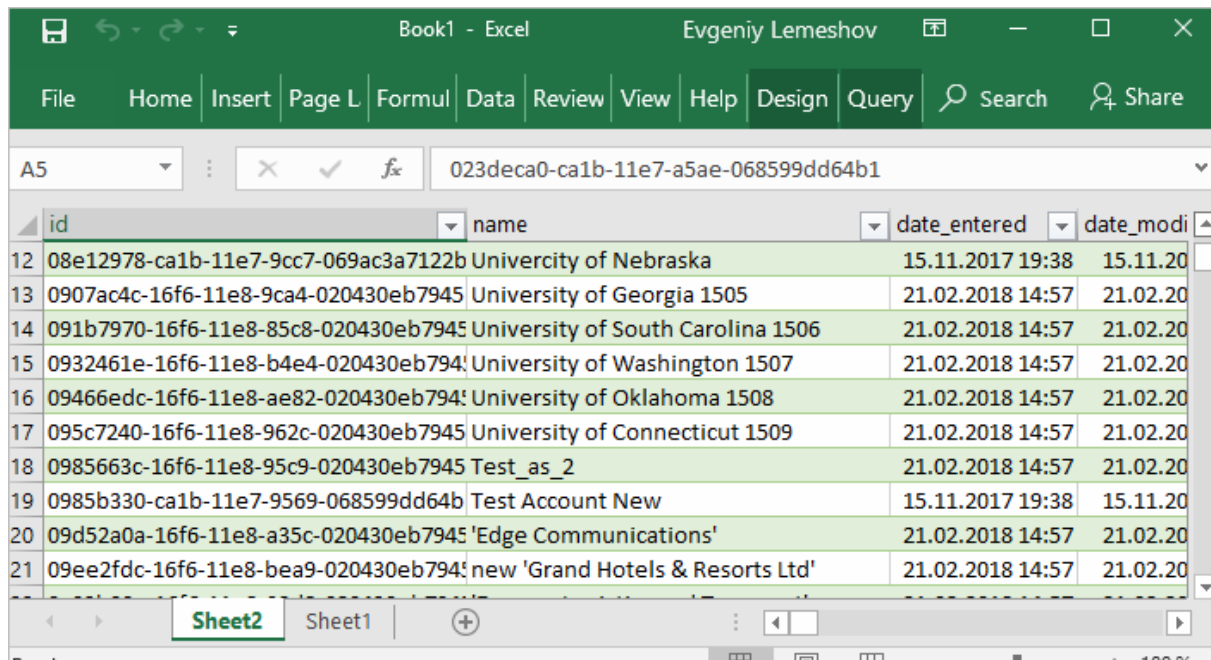 Book1 - Excel Evgeniy Lemeshov
File Home Insert Page L Formul Data Review View Help Design Query Search Share
A5 fx 023deca0-ca1b-11e7-a5ae-068599dd64b1
id name date_entered date_modi
12 08e12978-ca1b-11e7-9cc7-069ac3a7122b Univercity of Nebraska 15.11.2017 19:38 15.11.20
13 0907ac4c-16f6-11e8-9ca4-020430eb7945 University of Georgia 1505 21.02.2018 14:57 21.02.20
14 091b7970-16f6-11e8-85c8-020430eb7945 University of South Carolina 1506 21.02.2018 14:57 21.02.20
15 0932461e-16f6-11e8-b4e4-020430eb794 University of Washington 1507 21.02.2018 14:57 21.02.20
16 09466edc-16f6-11e8-ae82-020430eb794 University of Oklahoma 1508 21.02.2018 14:57 21.02.20
17 095c7240-16f6-11e8-962c-020430eb7945 University of Connecticut 1509 21.02.2018 14:57 21.02.20
18 0985663c-16f6-11e8-95c9-020430eb7945 Test_as_2 21.02.2018 14:57 21.02.20
19 0985b330-ca1b-11e7-9569-068599dd64b Test Account New 15.11.2017 19:38 15.11.20
20 09d52a0a-16f6-11e8-a35c-020430eb7945 'Edge Communications' 21.02.2018 14:57 21.02.20
21 09ee2fdc-16f6-11e8-bea9-020430eb794 new 'Grand Hotels & Resorts Ltd' 21.02.2018 14:57 21.02.20
Sheet2 Sheet1